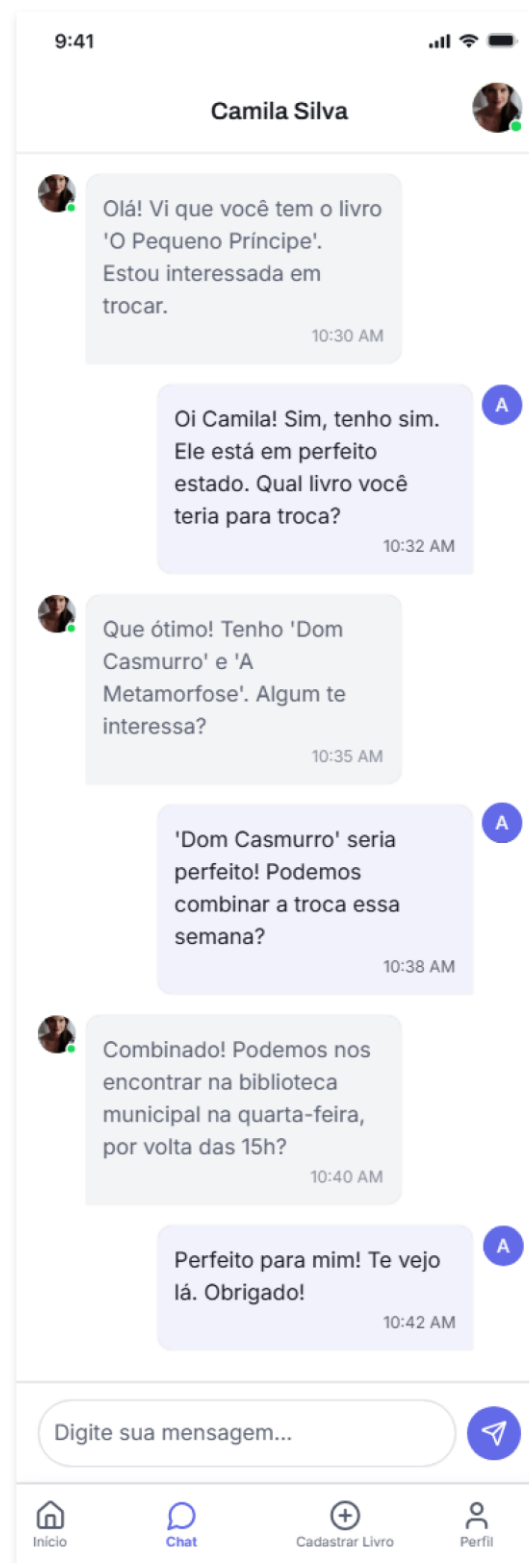 9:41
Camila Silva
Olá! Vi que você tem o livro
'O Pequeno Príncipe'.
Estou interessada em
trocar.
10:30 AM
A
Oi Camila! Sim, tenho sim.
Ele está em perfeito
estado. Qual livro você
teria para troca?
10:32 AM
Que ótimo! Tenho 'Dom
Casmurro' e 'A
Metamorfose'. Algum te
interessa?
10:35 AM
A
'Dom Casmurro' seria
perfeito! Podemos
combinar a troca essa
semana?
10:38 AM
Combinado! Podemos nos
encontrar na biblioteca
municipal na quarta-feira,
por volta das 15h?
10:40 AM
A
Perfeito para mim! Te vejo
lá. Obrigado!
10:42 AM
Digite sua mensagem...
Início Chat Cadastrar Livro Perfil